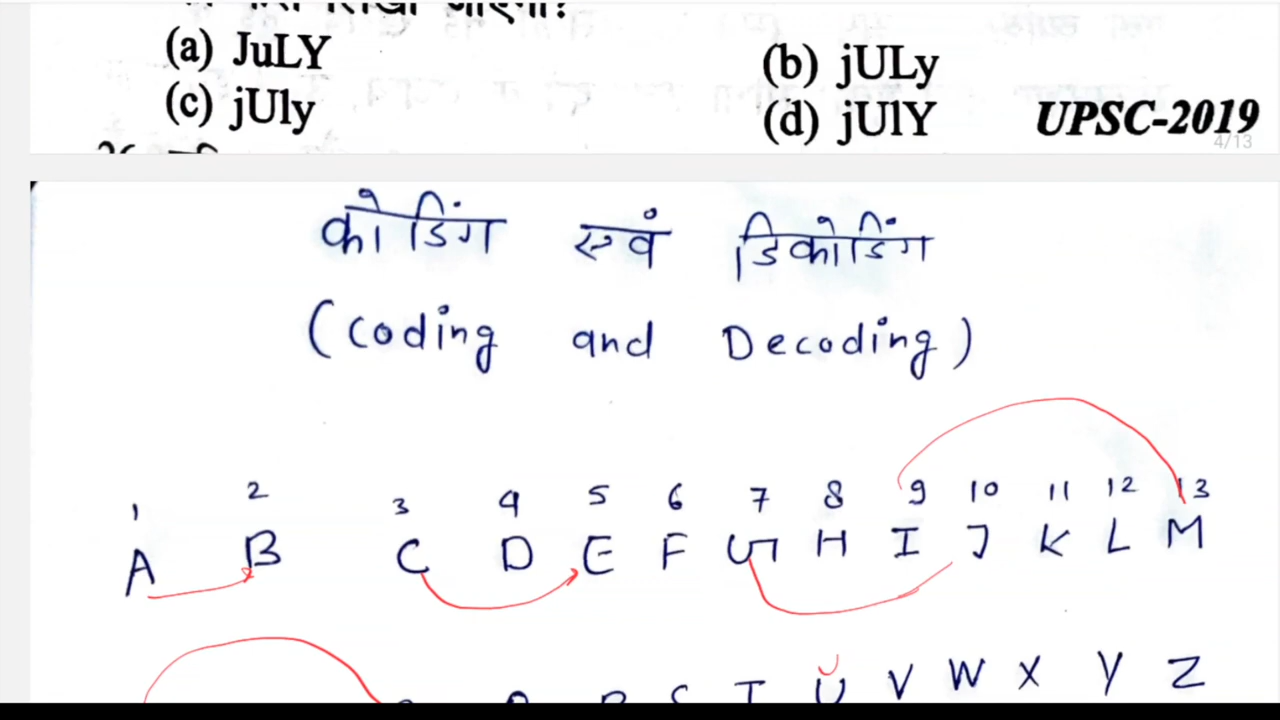 लिखा जाएगा?
(a) JuLY
(b) jULy
(c) jUly
(d) jUlY
UPSC-2019
4/13
कोडिंग एवं डिकोडिंग
(Coding and Decoding)
1 2 3 4 5 6 7 8 9 10 11 12 13
A B C D E F G H I J K L M
T U V W X Y Z